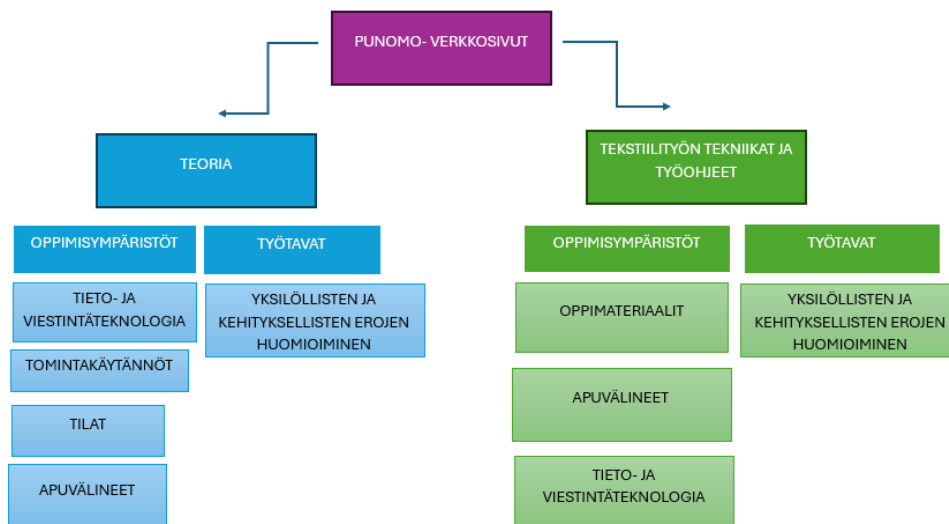 PUNOMO- VERKKOSIVUT
TEORIA
TEKSTIILITYÖN TEKNIIKAT JA
TYÖOHJEET
OPPIMISYMPÄRISTÖT
TYÖTAVAT
TIETO- JA
VIESTINTÄTEKNOLOGIA
YKSILÖLLISTEN JA
KEHITYKSELLISTEN EROJEN
HUOMIOIMINEN
TOMINTAKÄYTÄNNÖT
TILAT
APUVÄLINEET
OPPIMISYMPÄRISTÖT
TYÖTAVAT
OPPIMATERIAALIT
YKSILÖLLISTEN JA
KEHITYKSELLISTEN EROJEN
HUOMIOIMINEN
APUVÄLINEET
TIETO- JA
VIESTINTÄTEKNOLOGIA